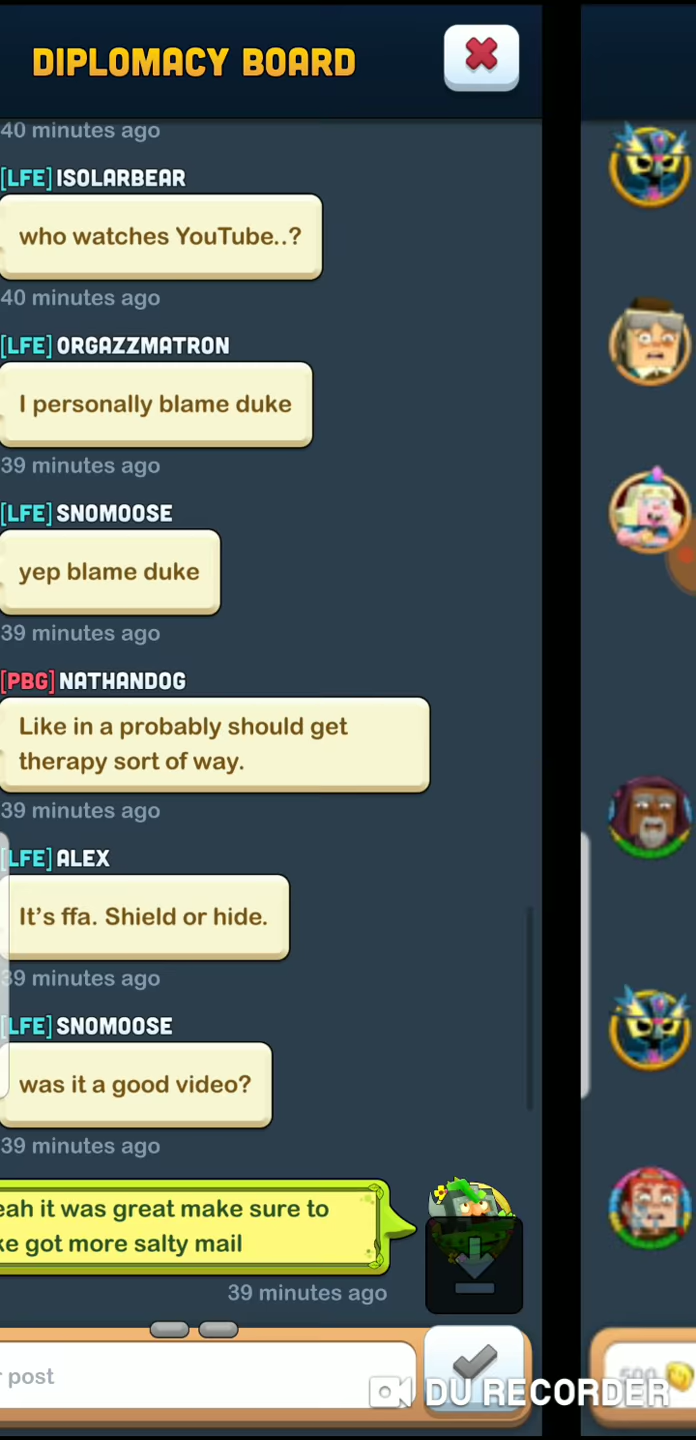 DIPLOMACY BOARD
40 minutes ago
[LFE] ISOLARBEAR
who watches YouTube..?
40 minutes ago
[LFE] ORGAZZMATRON
I personally blame duke
39 minutes ago
[LFE] SNOMOOSE
yep blame duke
39 minutes ago
[PBG] NATHANDOG
Like in a probably should get
therapy sort of way.
39 minutes ago
[LFE] ALEX
It's ffa. Shield or hide.
39 minutes ago
[LFE] SNOMOOSE
was it a good video?
39 minutes ago
eah it was great make sure to
ke got more salty mail
39 minutes ago
post
DU RECORDER